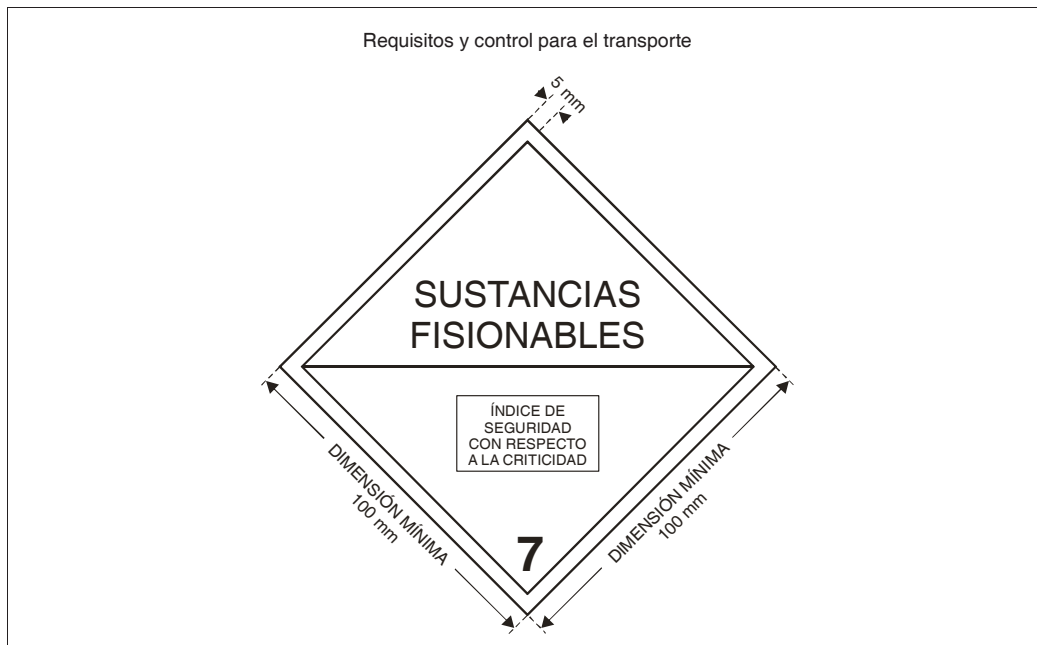 Requisitos y control para el transporte
5 mm
SUSTANCIAS
FISIONABLES
ÍNDICE DE
SEGURIDAD
CON RESPECTO
A LA CRITICIDAD
DIMENSIÓN MÍNIMA
100 mm
DIMENSIÓN MÍNIMA
100 mm
7